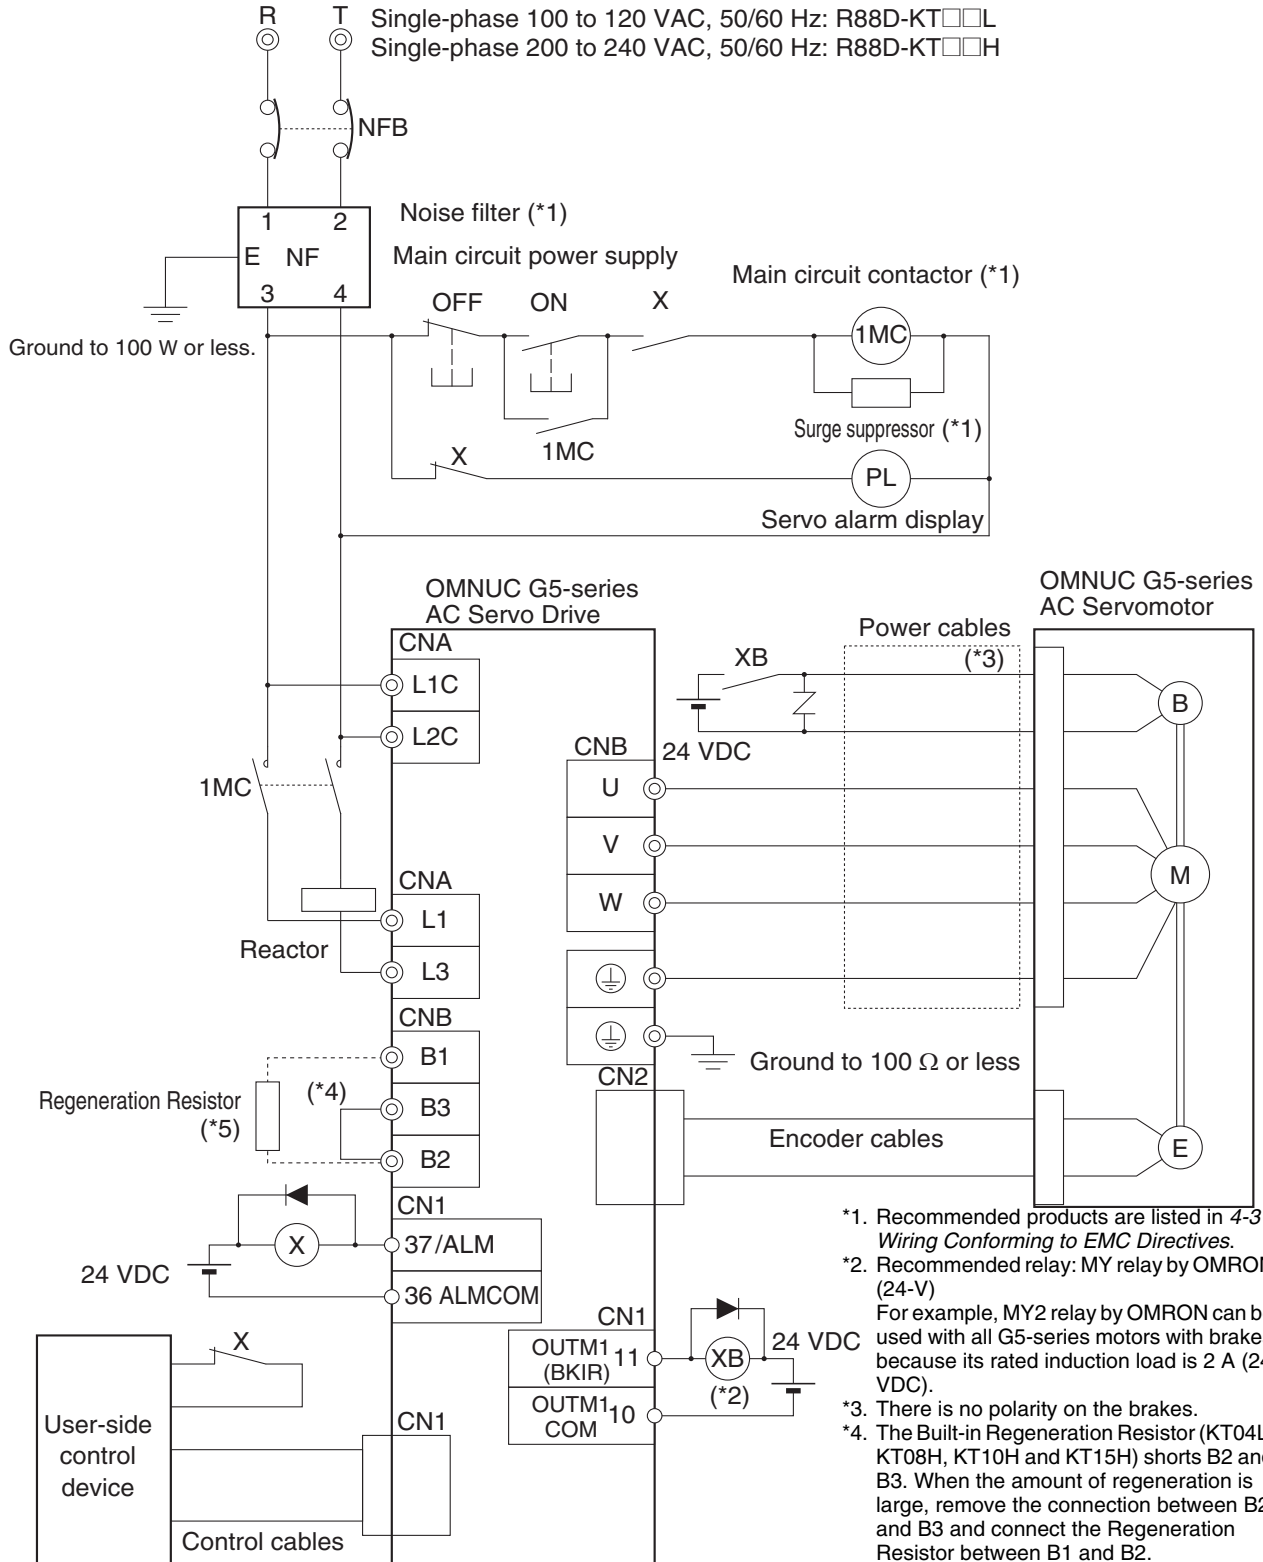 R T Single-phase 100 to 120 VAC, 50/60 Hz: R88D-KT□□L
Single-phase 200 to 240 VAC, 50/60 Hz: R88D-KT□□H
NFB
1 2
Noise filter (*1)
E NF
Main circuit power supply
3 4
Main circuit contactor (*1)
OFF ON X
1MC
Ground to 100 W or less.
Surge suppressor (*1)
1MC
X
PL
Servo alarm display
OMNUC G5-series
AC Servo Drive
OMNUC G5-series
AC Servomotor
CNA
Power cables
(*3)
XB
L1C
B
L2C
24 VDC
CNB
1MC
U
V
M
CNA
W
L1
Reactor
L3
CNB
B1
Ground to 100 Ω or less
CN2
Regeneration Resistor
(*5)
(*4)
B3
Encoder cables
B2
E
CN1
X
37/ALM
24 VDC
36 ALMCOM
CN1
OUTM1
(BKIR)
11
XB
24 VDC
(*2)
OUTM1
COM
10
X
User-side
control
device
CN1
Control cables
*1. Recommended products are listed in 4-3
Wiring Conforming to EMC Directives.
*2. Recommended relay: MY relay by OMRON
(24-V)
For example, MY2 relay by OMRON can b
used with all G5-series motors with brake
because its rated induction load is 2 A (24
VDC).
*3. There is no polarity on the brakes.
*4. The Built-in Regeneration Resistor (KT04L
KT08H, KT10H and KT15H) shorts B2 and
B3. When the amount of regeneration is
large, remove the connection between B2
and B3 and connect the Regeneration
Resistor between B1 and B2.